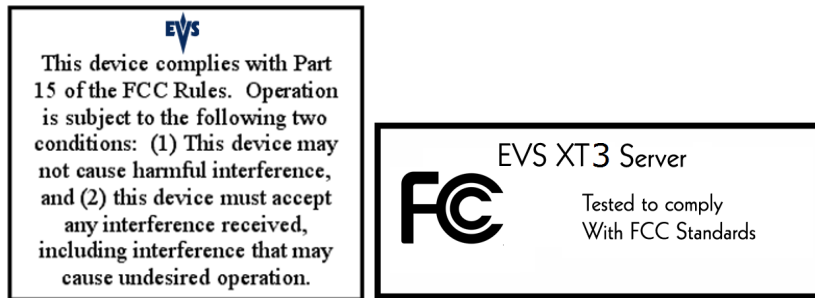 EVS
This device complies with Part
15 of the FCC Rules.  Operation
is subject to the following two
conditions:  (1) This device may
not cause harmful interference,
and (2) this device must accept
any interference received,
including interference that may
cause undesired operation.
EVS XT3 Server
FCC
Tested to comply
With FCC Standards